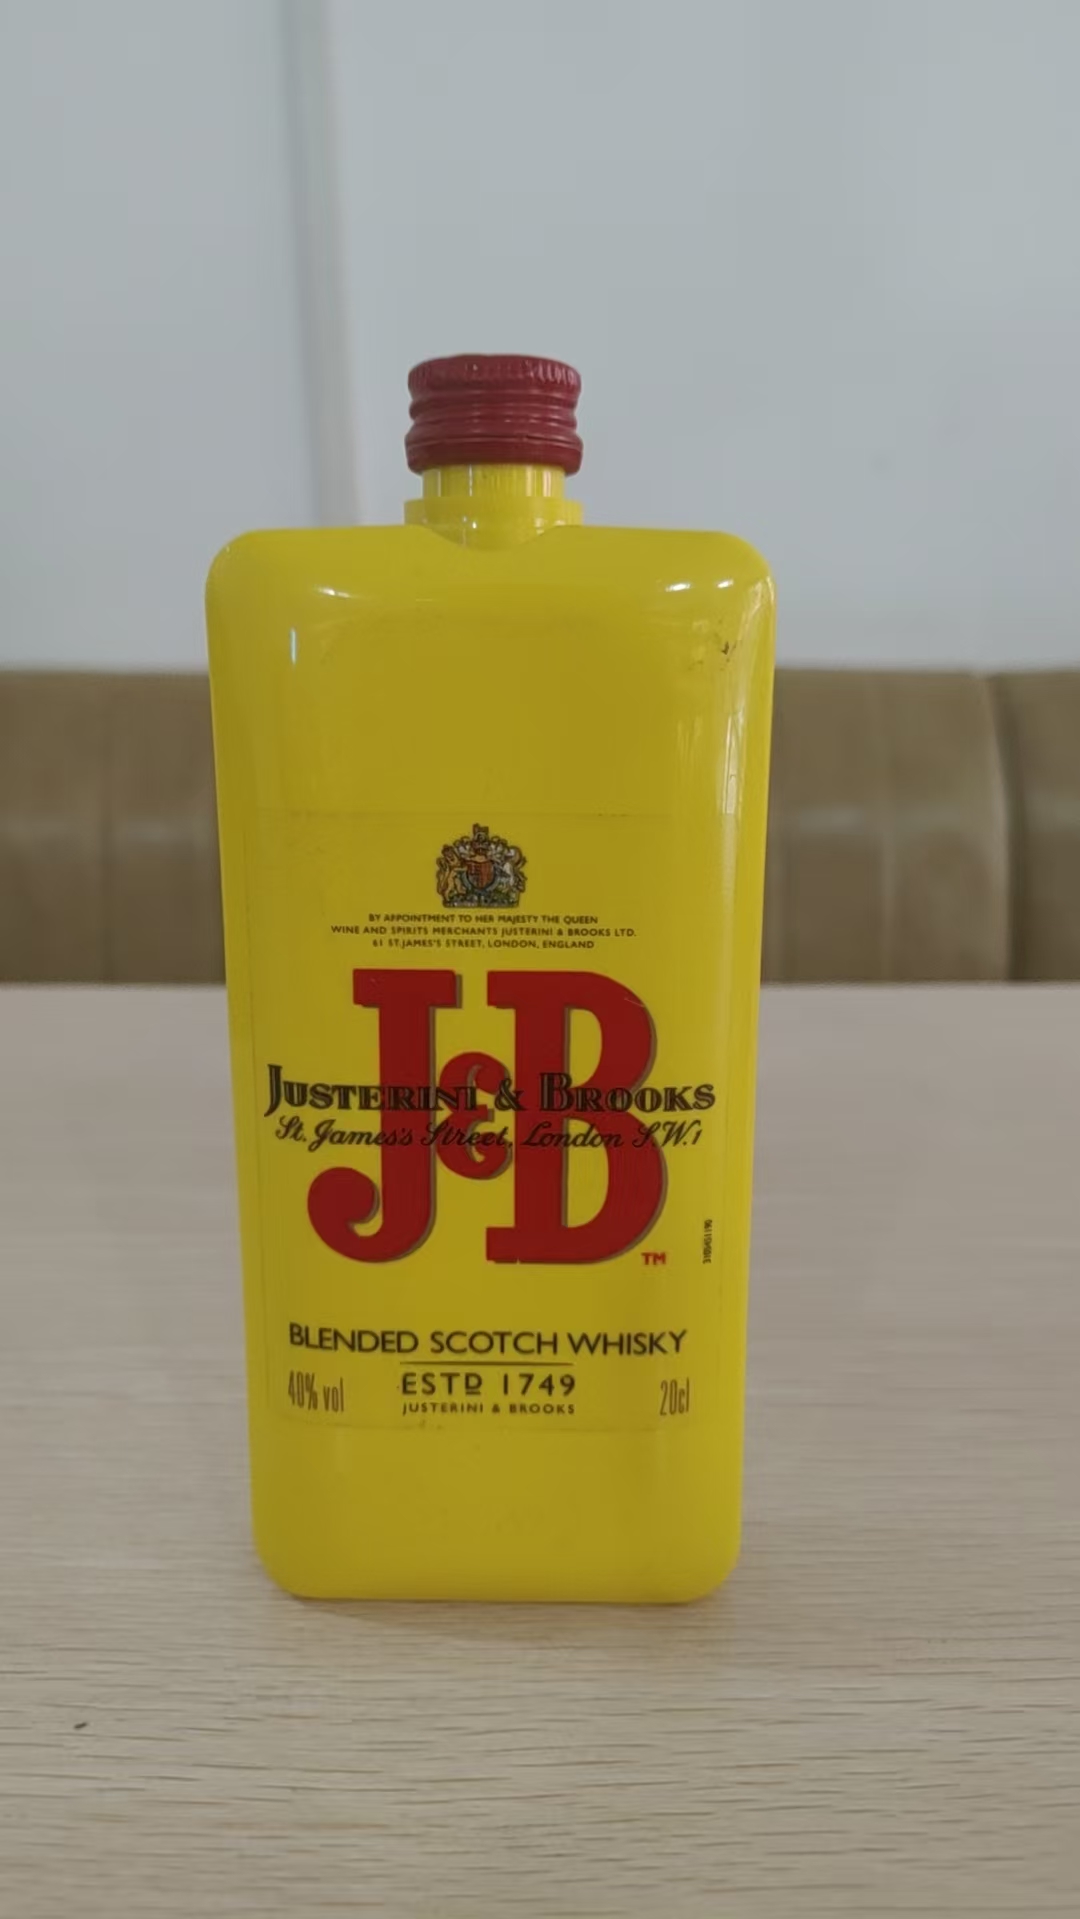 BY APPOINTMENT TO HER MAJESTY THE QUEEN
WINE AND SPIRITS MERCHANTS JUSTERINI & BROOKS LTD.
61 ST.JAMES'S STREET, LONDON, ENGLAND
J&B
JUSTERINI & BROOKS
St. James's Street, London S.W.1
TM
BLENDED SCOTCH WHISKY
40% vol
ESTD 1749
20cl
JUSTERINI & BROOKS